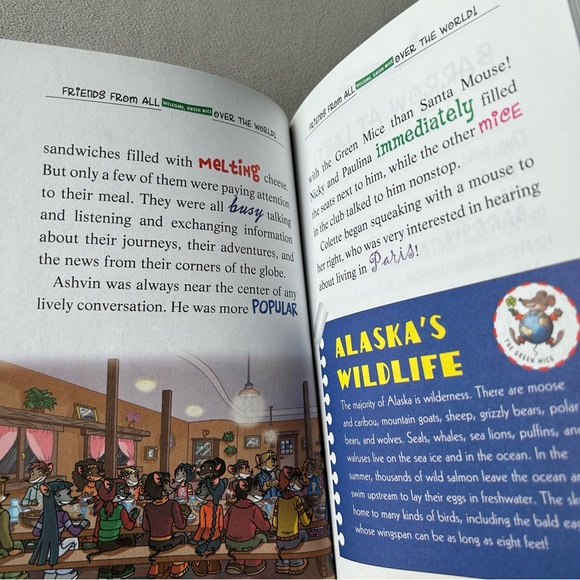 FRIENDS FROM ALL WELCOME, GREEN MICE OVER THE WORLD!
sandwiches filled with MELTING cheese.
But only a few of them were paying attention
to their meal. They were all busy talking
and listening and exchanging information
about their journeys, their adventures, and
the news from their corners of the globe.
Ashvin was always near the center of any
lively conversation. He was more POPULAR
FRIENDS FROM ALL WELCOME, GREEN MICE OVER THE WORLD!
with the Green Mice than Santa Mouse!
Nicky and Paulina immediately filled
the seats next to him, while the other MICE
in the club talked to him nonstop.
Colette began squeaking with a mouse to
her right, who was very interested in hearing
about living in Paris!
ALASKA'S
WILDLIFE
THE GREEN MICE
The majority of Alaska is wilderness. There are moose
and caribou, mountain goats, sheep, grizzly bears, polar
bears, and wolves. Seals, whales, sea lions, puffins, and
walruses live on the sea ice and in the ocean. In the
summer, thousands of wild salmon leave the ocean
swim upstream to lay their eggs in freshwater. The
home to many kinds of birds, including the bald
whose wingspan can be as long as eight feet!